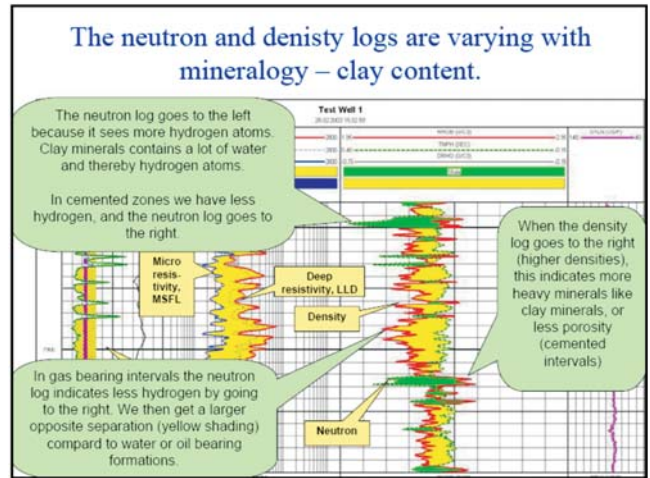 The neutron and denisty logs are varying with
mineralogy – clay content.
The neutron log goes to the left
because it sees more hydrogen atoms.
Clay minerals contains a lot of water
and thereby hydrogen atoms.
In cemented zones we have less
hydrogen, and the neutron log goes to
the right.
Test Well 1
When the density
log goes to the right
(higher densities),
this indicates more
heavy minerals like
clay minerals, or
less porosity
(cemented
intervals)
Micro
resis-
tivity,
MSFL
Deep
resistivity, LLD
Density
In gas bearing intervals the neutron
log indicates less hydrogen by going
to the right. We then get a larger
opposite separation (yellow shading)
compard to water or oil bearing
formations.
Neutron